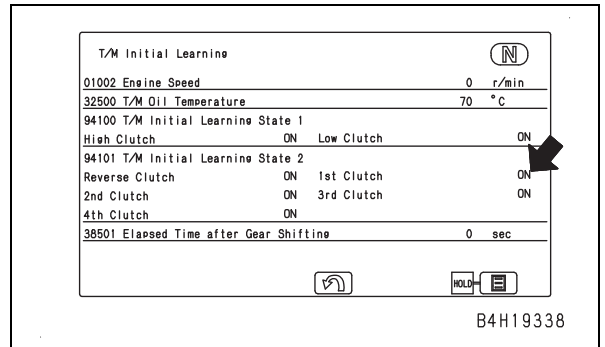 T/M Initial Learning N
01002 Engine Speed 0 r/min
32500 T/M Oil Temperature 70 °C
94100 T/M Initial Learning State 1
High Clutch ON Low Clutch ON
94101 T/M Initial Learning State 2
Reverse Clutch ON 1st Clutch ON
2nd Clutch ON 3rd Clutch ON
4th Clutch ON
38501 Elapsed Time after Gear Shifting 0 sec
HOLD
B4H19338